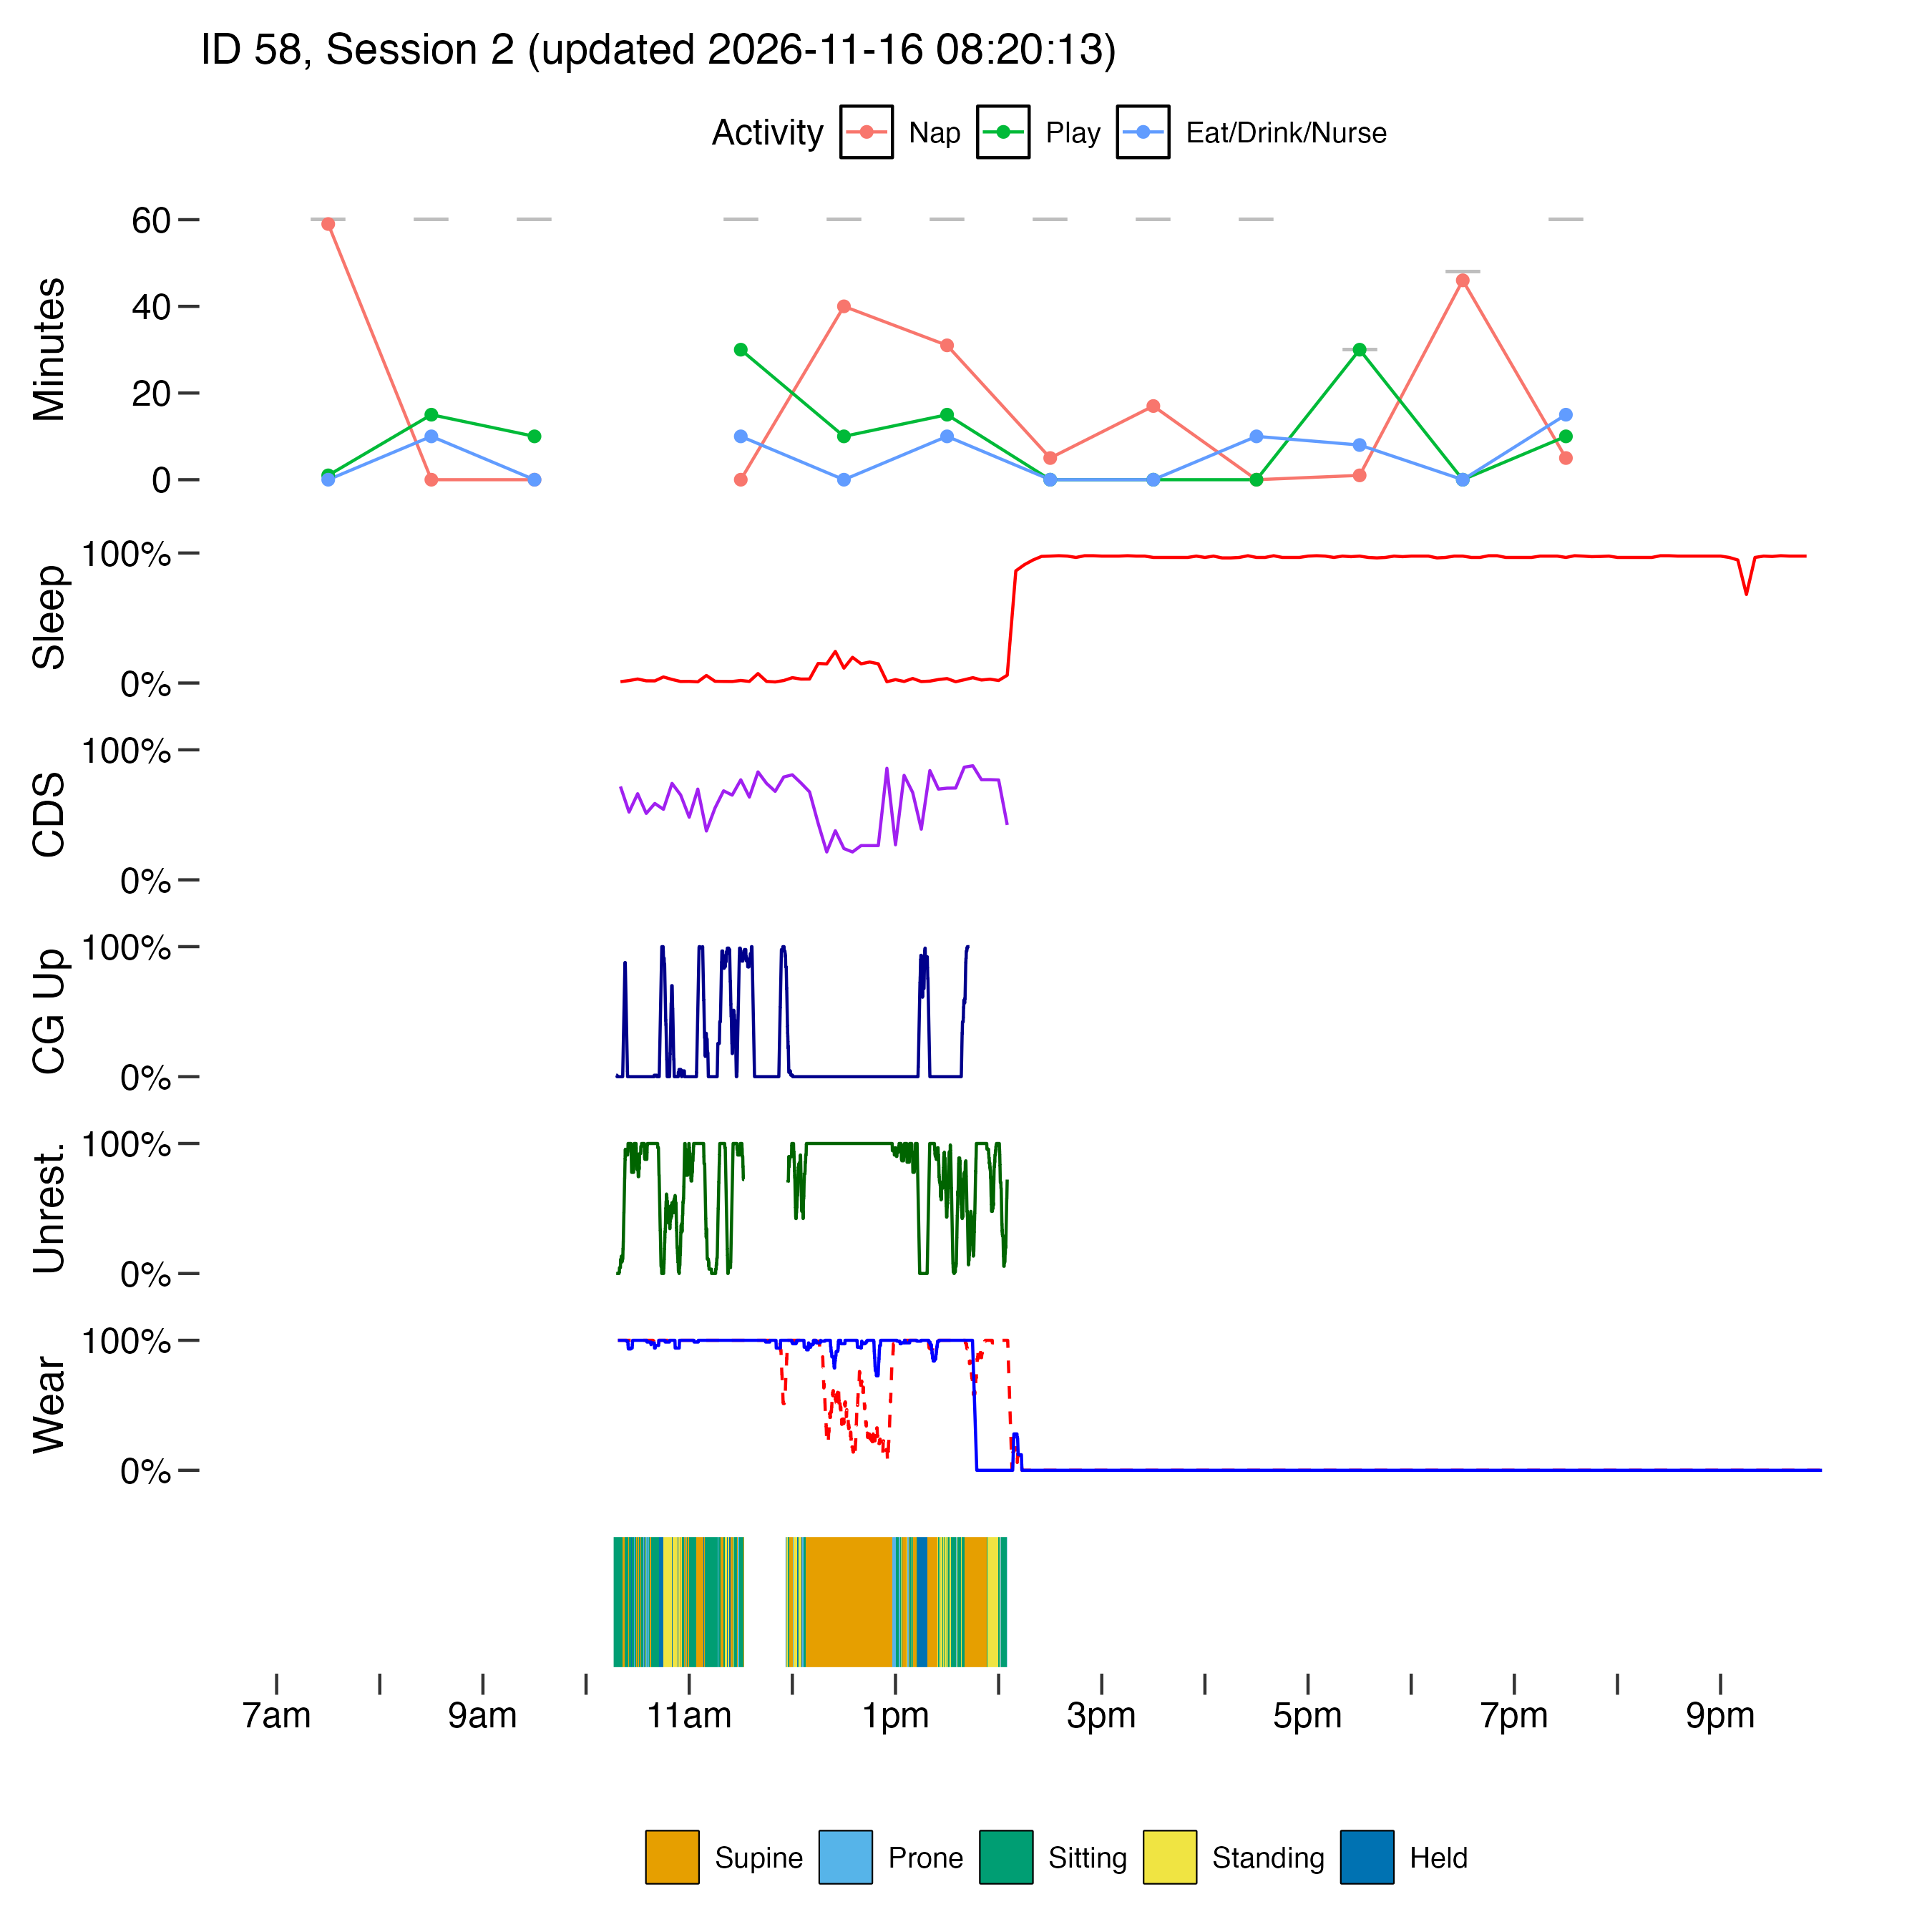 ID 58, Session 2 (updated 2026-11-16 08:20:13)
Activity Nap Play Eat/Drink/Nurse
Minutes
60
40
20
0
Sleep
100%
0%
CDS
100%
0%
CG Up
100%
0%
Unrest.
100%
0%
Wear
100%
0%
7am 9am 11am 1pm 3pm 5pm 7pm 9pm
Supine Prone Sitting Standing Held